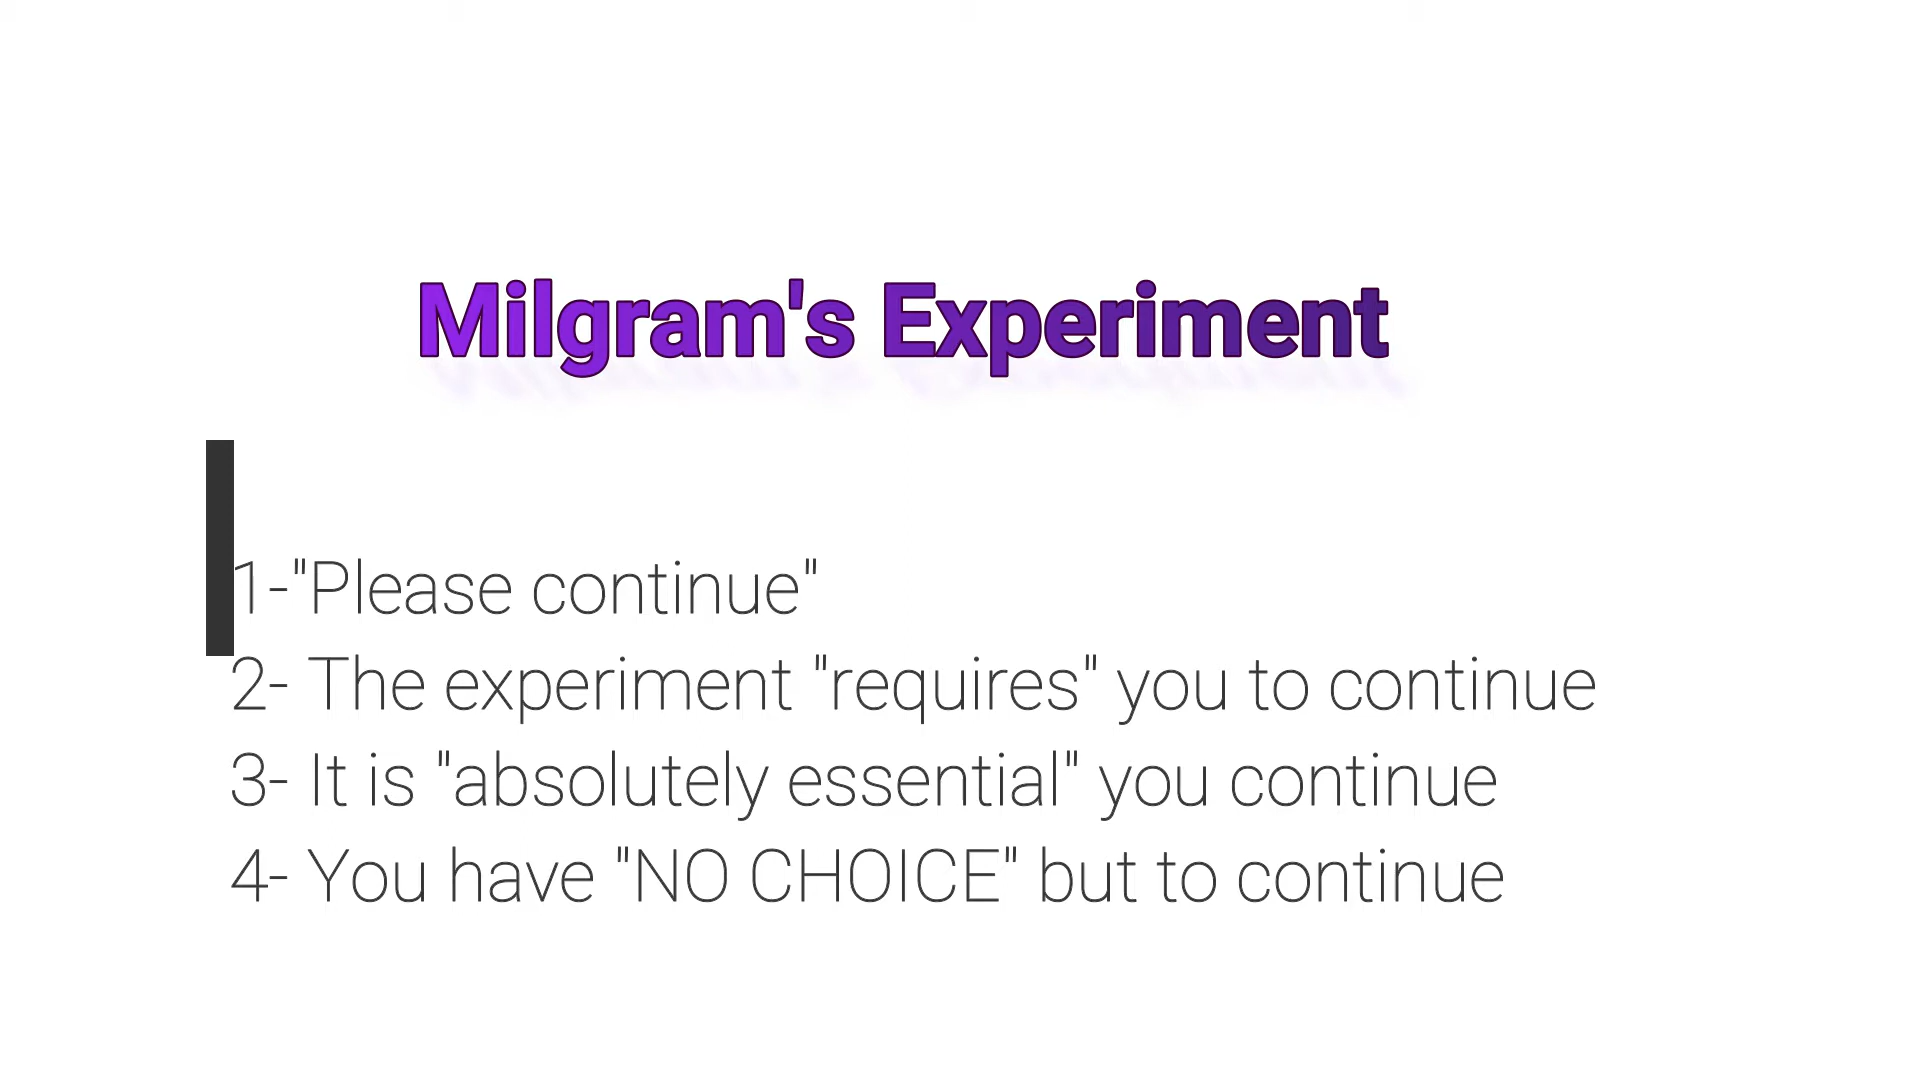 Milgram's Experiment
1-"Please continue"
2- The experiment "requires" you to continue
3- It is "absolutely essential" you continue
4- You have "NO CHOICE" but to continue